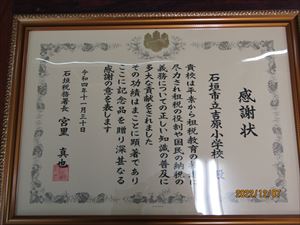 感謝状
石垣市立吉原小学校 殿
貴校は平素から租税教育の
尽力され租税の役割や国民の納税の
義務についての正しい知識の普及に
多大な貢献をされました
その功績はまことに顕著であり
ここに記念品を贈り深甚なる
感謝の意を表します
令和四年十一月三十日
石垣税務署長 宮里 真也
2022/12/07